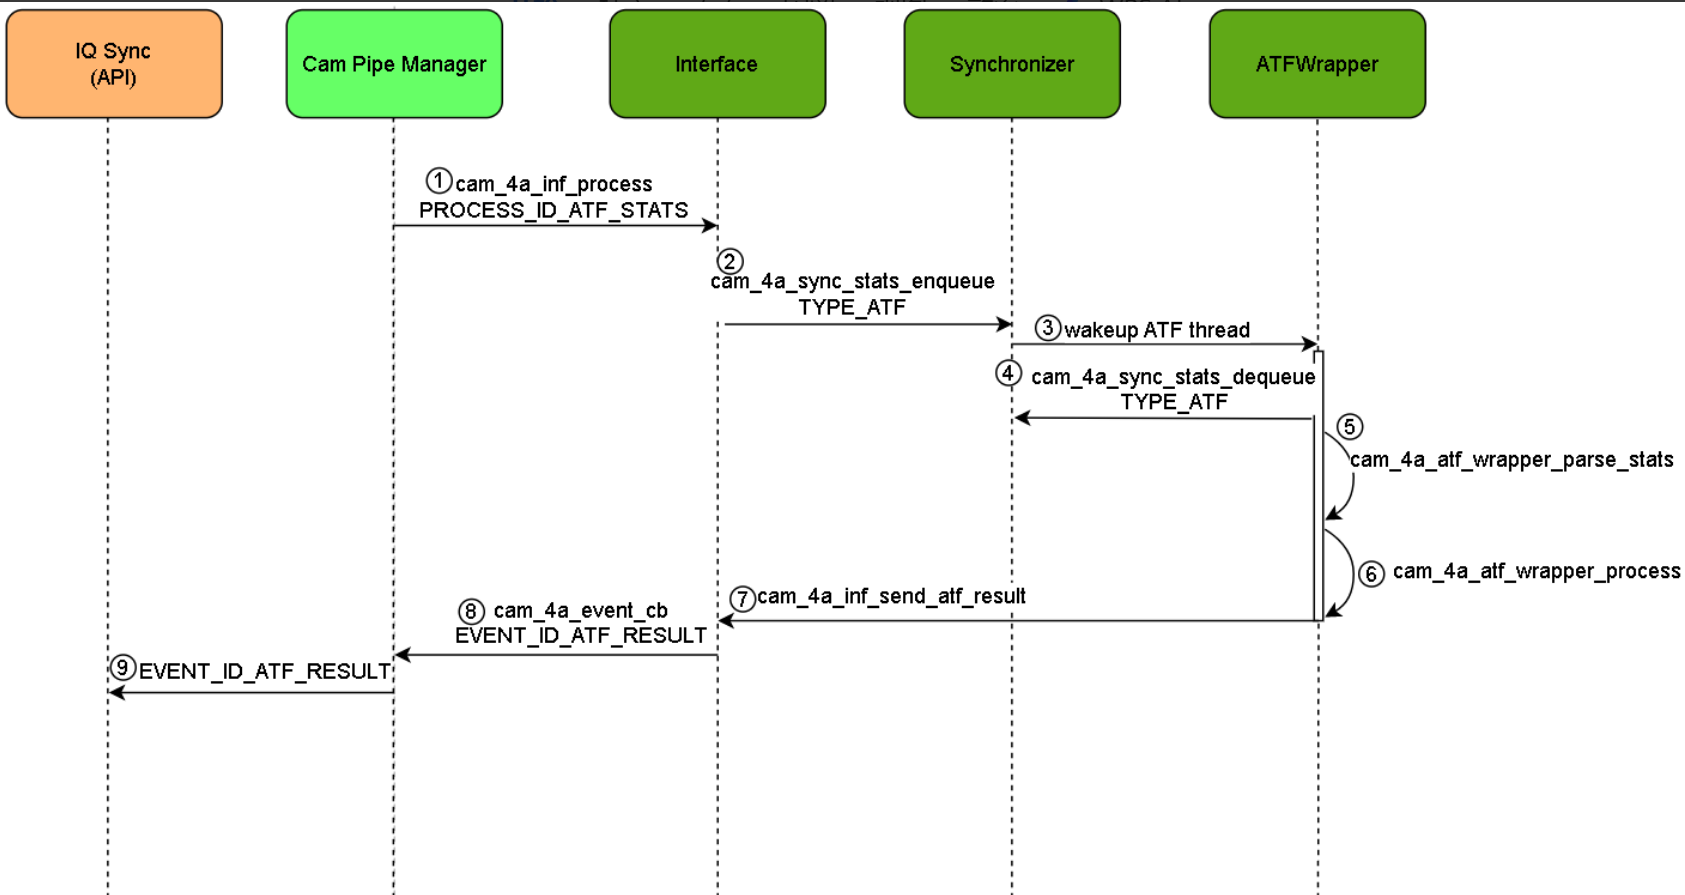 IQ Sync
(API)
Cam Pipe Manager
Interface
Synchronizer
ATFWrapper
1 cam_4a_inf_process
PROCESS_ID_ATF_STATS
2
cam_4a_sync_stats_enqueue
TYPE_ATF
3 wakeup ATF thread
4 cam_4a_sync_stats_dequeue
TYPE_ATF
5
cam_4a_atf_wrapper_parse_stats
6 cam_4a_atf_wrapper_process
7 cam_4a_inf_send_atf_result
8 cam_4a_event_cb
EVENT_ID_ATF_RESULT
9 EVENT_ID_ATF_RESULT